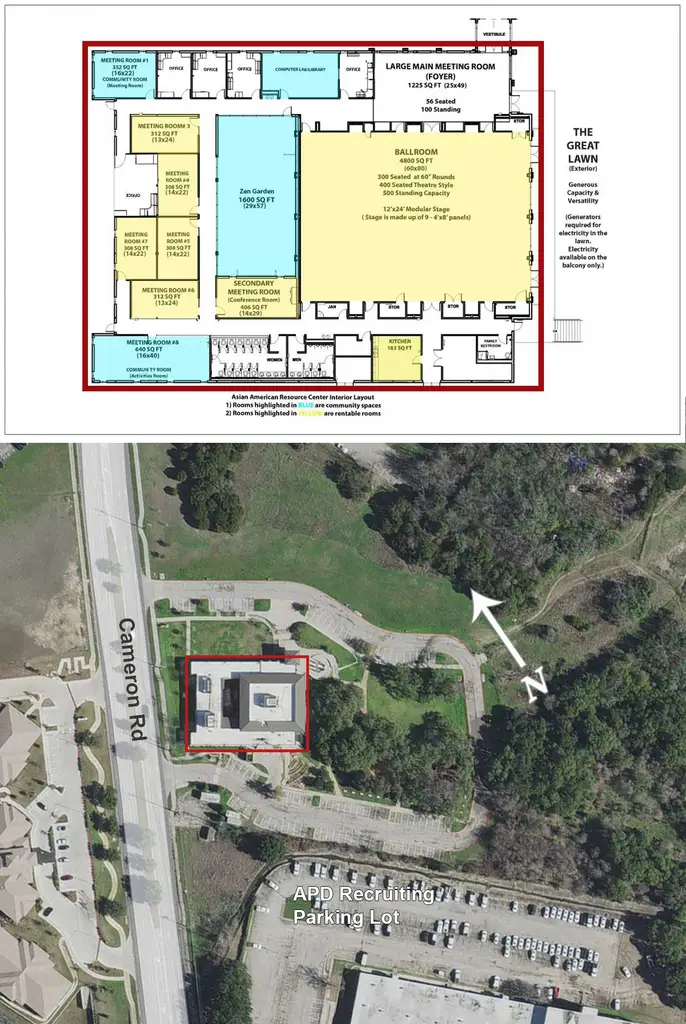 VESTIBULE
MEETING ROOM #1
352 SQ FT
(16x22)
COMMUNITY ROOM
(Meeting Room)
OFFICE
OFFICE
OFFICE
COMPUTER LAB/LIBRARY
OFFICE
LARGE MAIN MEETING ROOM
(FOYER)
1225 SQ FT (25x49)
56 Seated
100 Standing
STOR
MEETING ROOM# 3
312 SQ FT
(13x24)
MEETING
ROOM #4
308 SQ FT
(14x22)
OFFICE
MEETING
ROOM #7
308 SQ FT
(14x22)
MEETING
ROOM #5
308 SQ FT
(14x22)
MEETING ROOM #6
312 SQ FT
(13x24)
Zen Garden
1600 SQ FT
(29x57)
SECONDARY
MEETING ROOM
(Conference Room)
406 SQ FT
(14x29)
BALLROOM
4800 SQ FT
(60x80)
300 Seated at 60" Rounds
400 Seated Theatre Style
500 Standing Capacity
12'x24' Modular Stage
( Stage is made up of 9 - 4'x8' panels)
THE
GREAT
LAWN
(Exterior)
Generous
Capacity &
Versatility
(Generators
required for
electricity in the
lawn.
Electricity
available on the
balcony only.)
JAN
STOR
STOR
STOR
MEETING ROOM #8
640 SQ FT
(16x40)
COMMUNITY ROOM
(Activities Room)
WOMEN
MEN
KITCHEN
183 SQ FT
FAMILY
RESTROOM
Asian American Resource Center Interior Layout
1) Rooms highlighted in BLUE are community spaces
2) Rooms highlighted in YELLOW are rentable rooms
Cameron Rd
N
APD Recruiting
Parking Lot